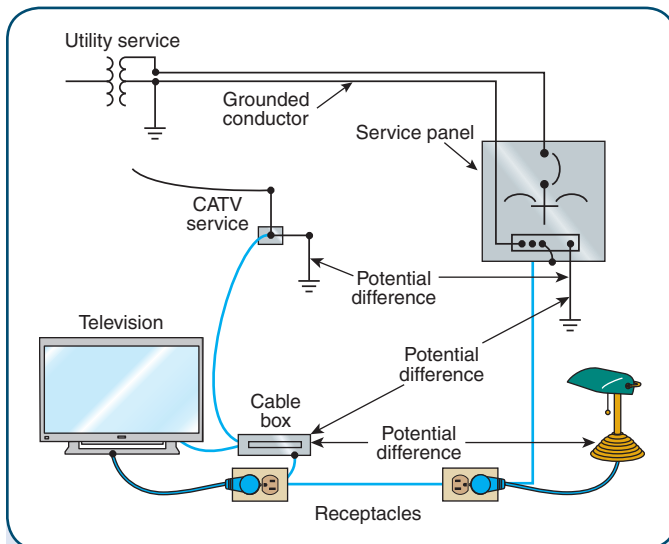 Utility service
Grounded
conductor
Service panel
CATV
service
Potential
difference
Television
Potential
difference
Cable
box
Potential
difference
Receptacles